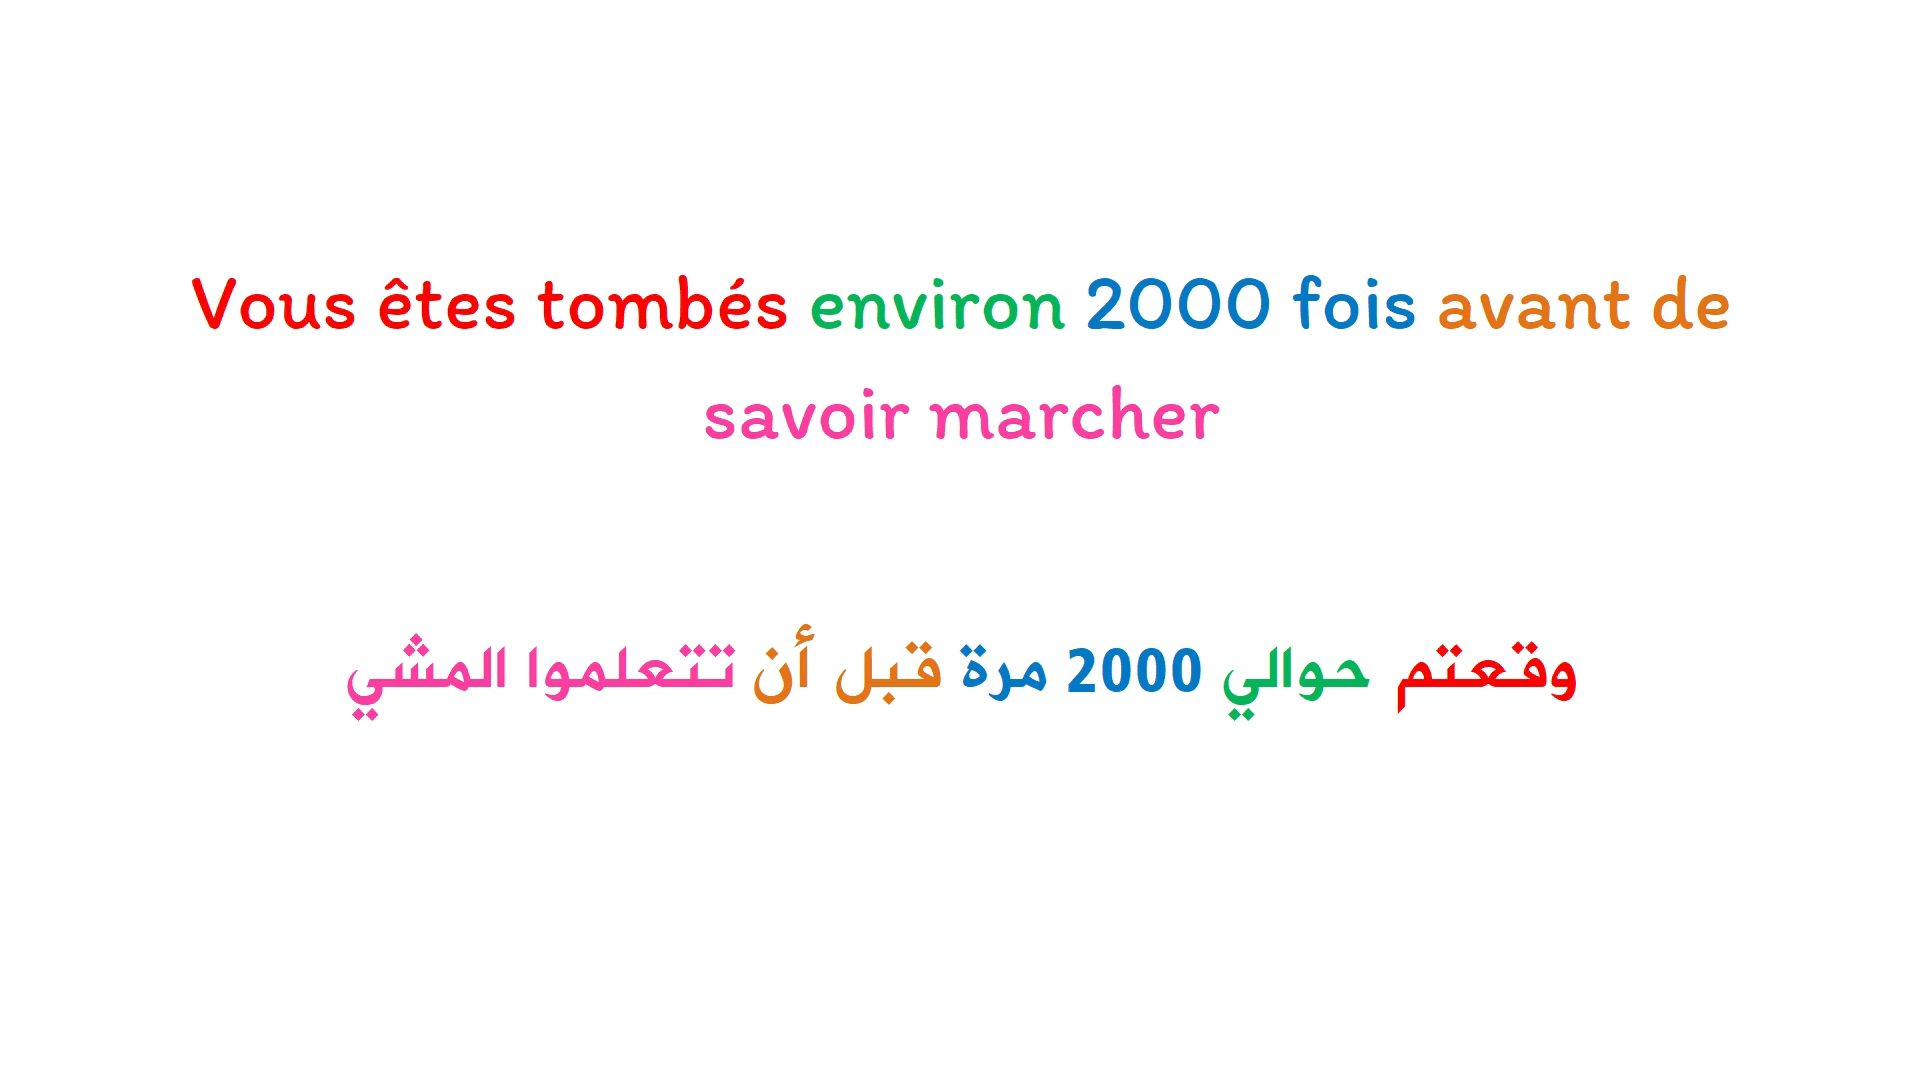 Vous êtes tombés environ 2000 fois avant de
savoir marcher
وقعتم حوالي 2000 مرة قبل أن تتعلموا المشي